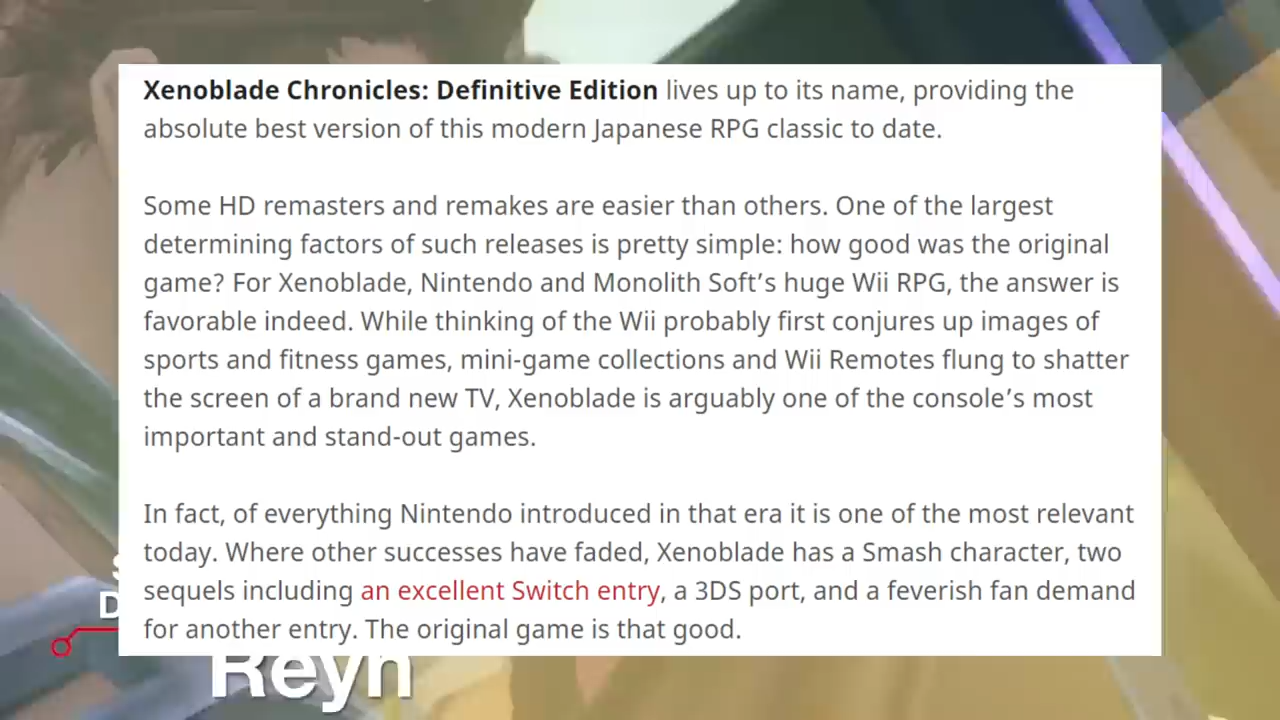 Xenoblade Chronicles: Definitive Edition lives up to its name, providing the
absolute best version of this modern Japanese RPG classic to date.
Some HD remasters and remakes are easier than others. One of the largest
determining factors of such releases is pretty simple: how good was the original
game? For Xenoblade, Nintendo and Monolith Soft’s huge Wii RPG, the answer is
favorable indeed. While thinking of the Wii probably first conjures up images of
sports and fitness games, mini-game collections and Wii Remotes flung to shatter
the screen of a brand new TV, Xenoblade is arguably one of the console’s most
important and stand-out games.
In fact, of everything Nintendo introduced in that era it is one of the most relevant
today. Where other successes have faded, Xenoblade has a Smash character, two
sequels including an excellent Switch entry, a 3DS port, and a feverish fan demand
for another entry. The original game is that good.
Reyn